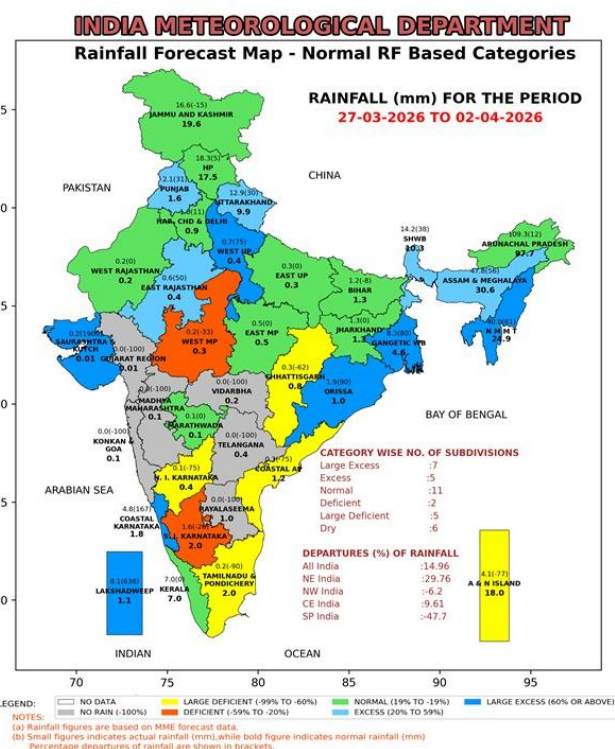 INDIA METEOROLOGICAL DEPARTMENT
Rainfall Forecast Map - Normal RF Based Categories
RAINFALL (mm) FOR THE PERIOD
27-03-2026 TO 02-04-2026
16.6(-15)
JAMMU AND KASHMIR
19.6
18.3(5)
HP
17.5
CHINA
PAKISTAN
2.1(31)
PUNJAB
1.6
12.9(30)
UTTARAKHAND
9.9
HAR. CHD & DELHI
0.9
0.7(75)
WEST UP
0.4
14.2(38)
SHWB
10.3
109.3(12)
ARUNACHAL PRADESH
97.7
0.2(0)
WEST RAJASTHAN
0.2
0.6(50)
EAST RAJASTHAN
0.4
0.3(0)
EAST UP
0.3
1.2(-8)
BIHAR
1.3
47.8(56)
ASSAM & MEGHALAYA
30.6
SAURASHTRA &
KUTCH
0.01
0.0(-100)
GUJARAT REGION
0.01
0.2(-33)
WEST MP
0.3
0.5(0)
EAST MP
0.5
1.3(0)
JHARKHAND
1.3
8.3(80)
GANGETIC WB
4.6
N M M T
24.9
0.0(-100)
MADHYA
MAHARASHTRA
0.1
0.1(0)
MARATHWADA
0.1
0.0(-100)
VIDARBHA
0.2
0.3(-62)
CHHATTISGARH
0.8
1.9(90)
ORISSA
1.0
BAY OF BENGAL
0.0(-100)
KONKAN &
GOA
0.1
0.0(-100)
TELANGANA
0.4
0.3(-75)
COASTAL AP
1.2
ARABIAN SEA
0.1(-75)
N. I. KARNATAKA
0.4
0.0(-100)
RAYALASEEMA
1.0
4.8(167)
COASTAL
KARNATAKA
1.8
1.6(-20)
S. I. KARNATAKA
2.0
0.2(-90)
TAMILNADU &
PONDICHERY
2.0
7.0(0)
KERALA
7.0
8.1(636)
LAKSHADWEEP
1.1
4.1(-77)
A & N ISLAND
18.0
CATEGORY WISE NO. OF SUBDIVISIONS
Large Excess :7
Excess :5
Normal :11
Deficient :2
Large Deficient :5
Dry :6
DEPARTURES (%) OF RAINFALL
All India :14.96
NE India :29.76
NW India :-6.2
CE India :9.61
SP India :-47.7
INDIAN OCEAN
70 75 80 85 90 95
LEGEND:
NO DATA LARGE DEFICIENT (-99% TO -60%) NORMAL (19% TO -19%) LARGE EXCESS (60% OR ABOVE)
NO RAIN (-100%) DEFICIENT (-59% TO -20%) EXCESS (20% TO 59%)
NOTES:
(a) Rainfall figures are based on MME forecast data.
(b) Small figures indicates actual rainfall (mm),while bold figure indicates normal rainfall (mm)
Percentage departures of rainfall are shown in brackets.